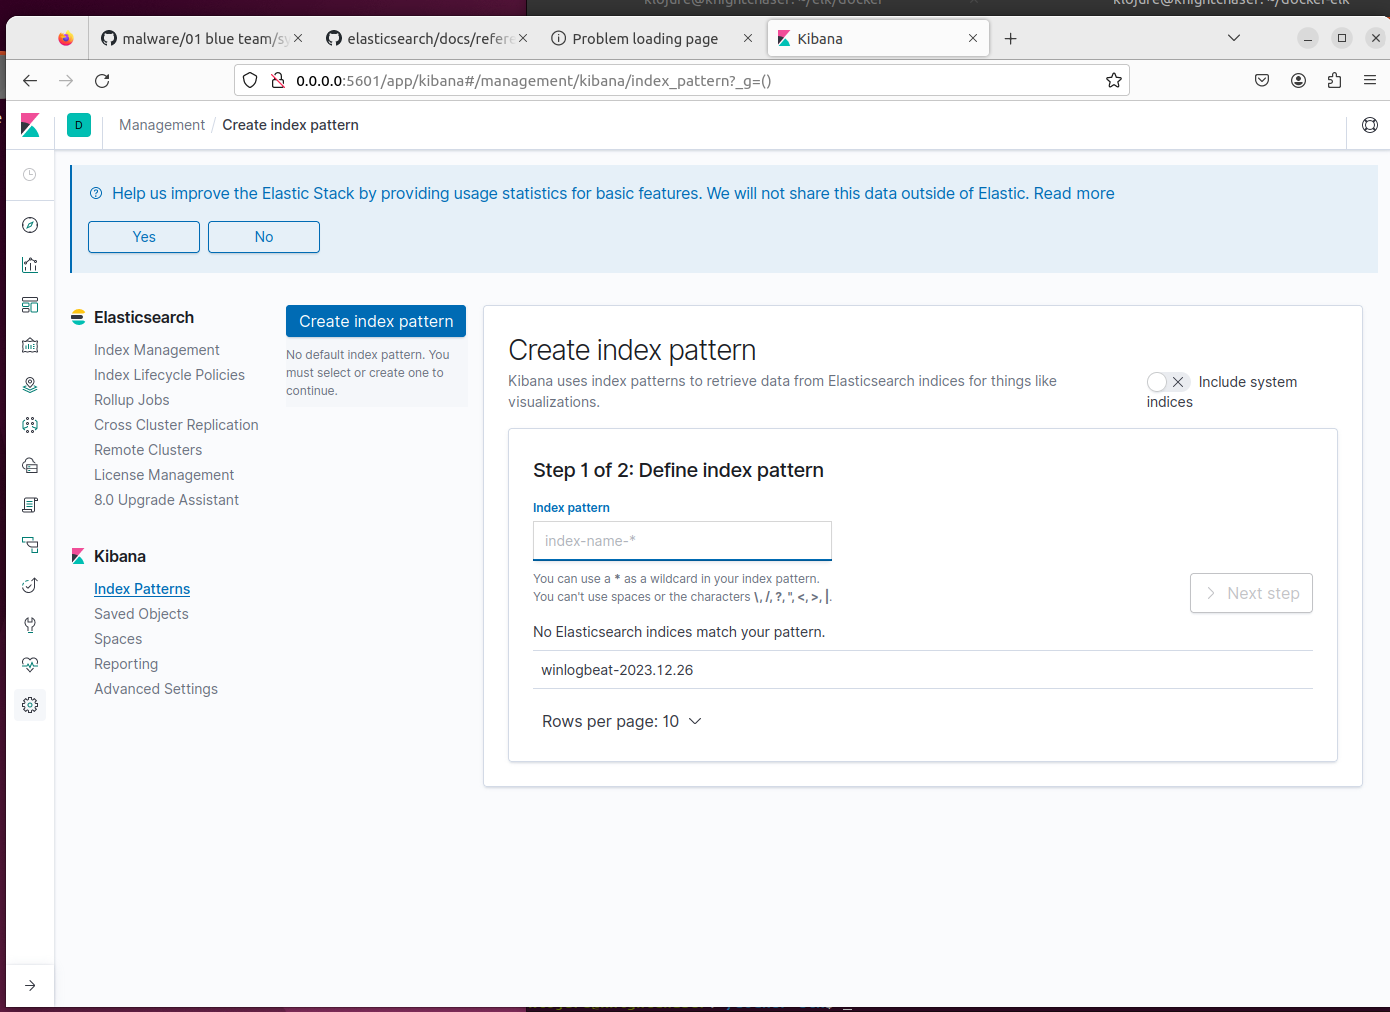 klojure@knightchaser: ~/elk/docker
klojure@knightchaser: ~/docker-elk
malware/01 blue team/sy
elasticsearch/docs/refere
Problem loading page
Kibana
0.0.0.0:5601/app/kibana#/management/kibana/index_pattern?_g=()
D
Management / Create index pattern
Help us improve the Elastic Stack by providing usage statistics for basic features. We will not share this data outside of Elastic. Read more
Yes
No
Elasticsearch
Index Management
Index Lifecycle Policies
Rollup Jobs
Cross Cluster Replication
Remote Clusters
License Management
8.0 Upgrade Assistant
Kibana
Index Patterns
Saved Objects
Spaces
Reporting
Advanced Settings
Create index pattern
No default index pattern. You
must select or create one to
continue.
Create index pattern
Kibana uses index patterns to retrieve data from Elasticsearch indices for things like
visualizations.
Include system
indices
Step 1 of 2: Define index pattern
Index pattern
index-name-*
You can use a * as a wildcard in your index pattern.
You can't use spaces or the characters \, /, ?, ", <, >, |.
Next step
No Elasticsearch indices match your pattern.
winlogbeat-2023.12.26
Rows per page: 10